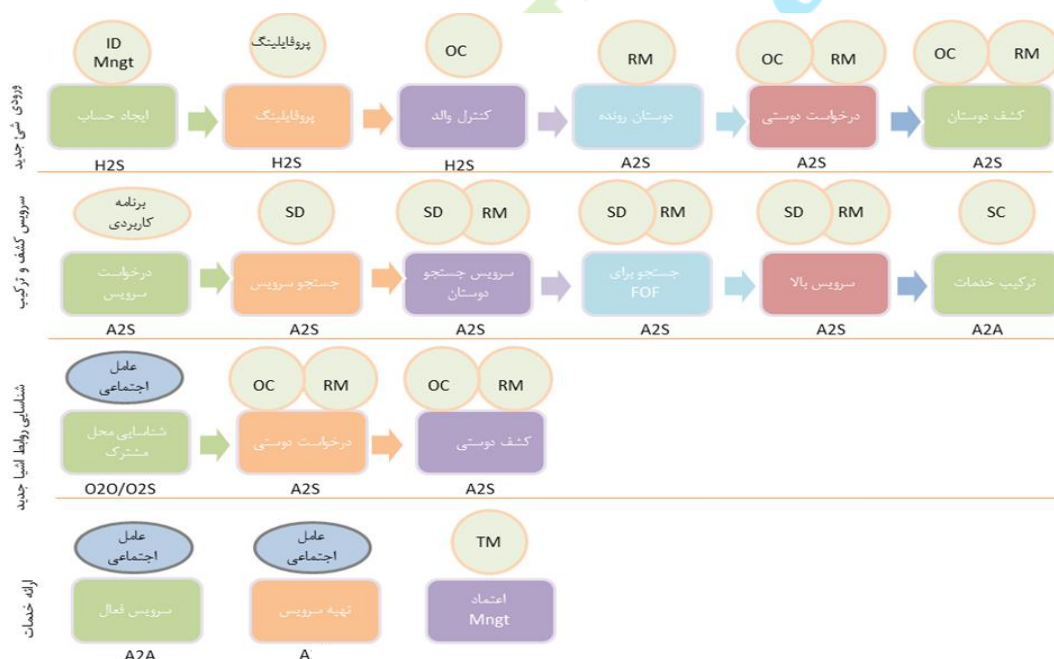 ورودی شئ جدید
ID
Mngt
پروفایلینگ
OC
RM
OC
RM
OC
RM
ایجاد حساب
پروفایلینگ
کنترل والد
دوستان رونده
درخواست دوستی
کشف دوستان
H2S
H2S
H2S
A2S
A2S
A2S
سرویس کشف و ترکیب
برنامه
کاربردی
SD
SD
RM
SD
RM
SD
RM
SC
درخواست
سرویس
جستجو سرویس
سرویس جستجو
دوستان
جستجو برای
FOF
سرویس بالا
ترکیب خدمات
A2S
A2S
A2S
A2S
A2S
A2A
شناسایی روابط اشیا جدید
عامل
اجتماعی
OC
RM
OC
RM
شناسایی محل
مشترک
درخواست دوستی
کشف دوستی
O2O/O2S
A2S
A2S
ارائه خدمات
عامل
اجتماعی
عامل
اجتماعی
TM
سرویس فعال
تهیه سرویس
اعتماد
Mngt
A2A